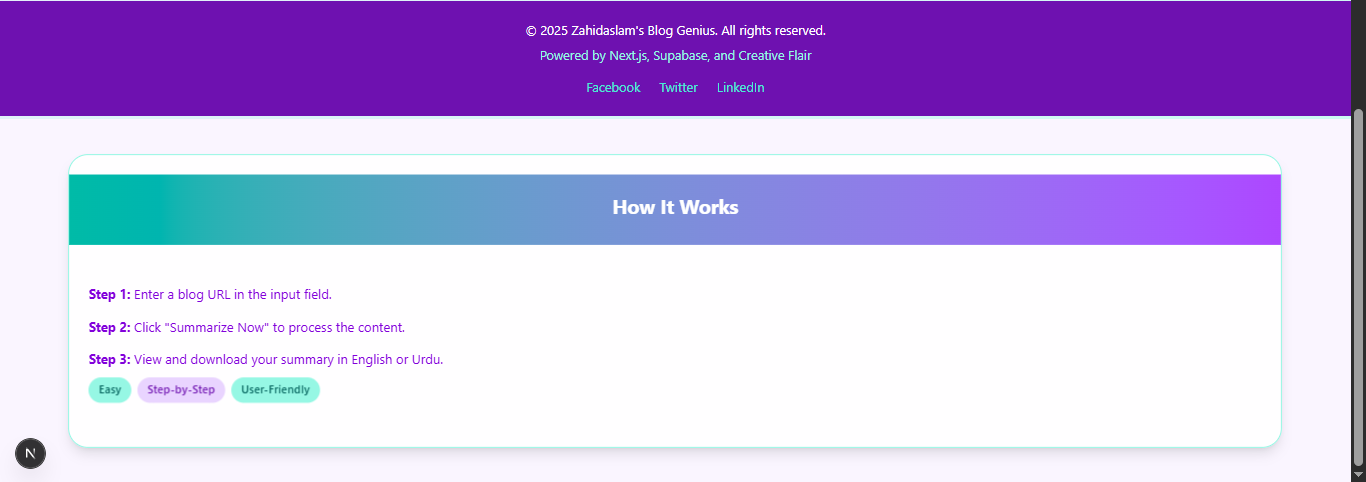 © 2025 Zahidaslam's Blog Genius. All rights reserved.
Powered by Next.js, Supabase, and Creative Flair
Facebook Twitter LinkedIn
How It Works
Step 1: Enter a blog URL in the input field.
Step 2: Click "Summarize Now" to process the content.
Step 3: View and download your summary in English or Urdu.
Easy Step-by-Step User-Friendly
N